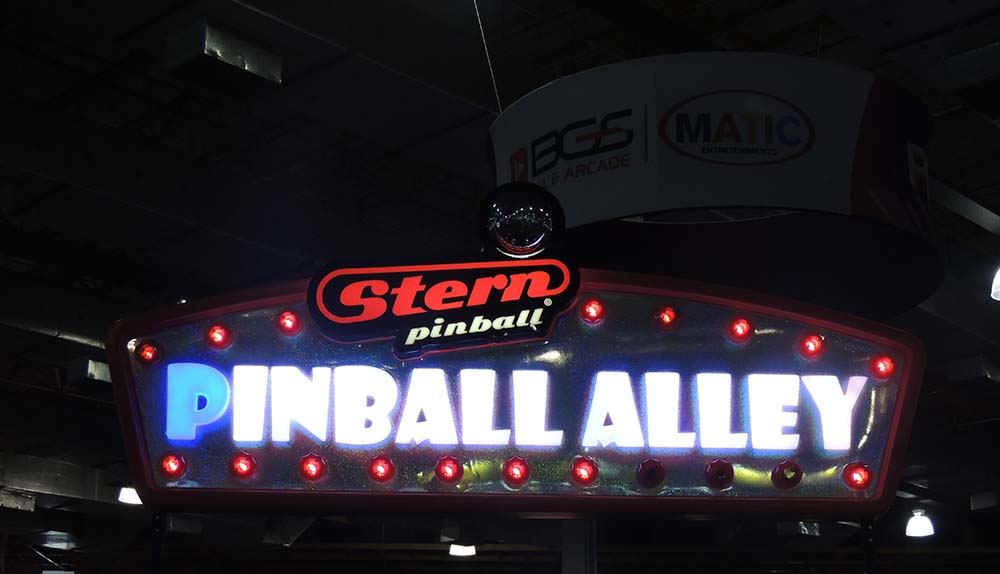 BGS
& ARCADE
MATIC
ENTRETENIMENTO
Stern®
pinball
PINBALL ALLEY